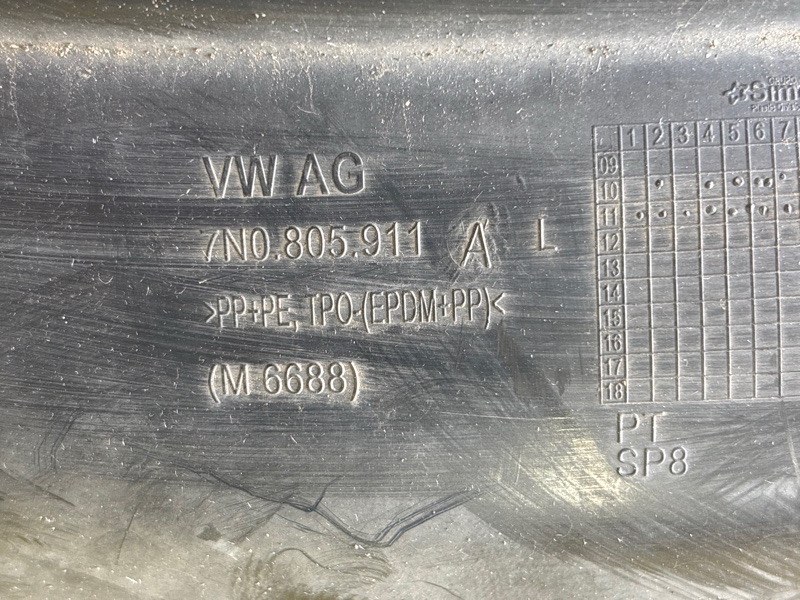 GRUPO
VW AG
7N0.805.911 A L
>PP+PE, TPO-(EPDM+PP)<
(M 6688)
1 2 3 4 5 6 7
09
10
11
12
13
14
15
16
17
18
PT
SP8